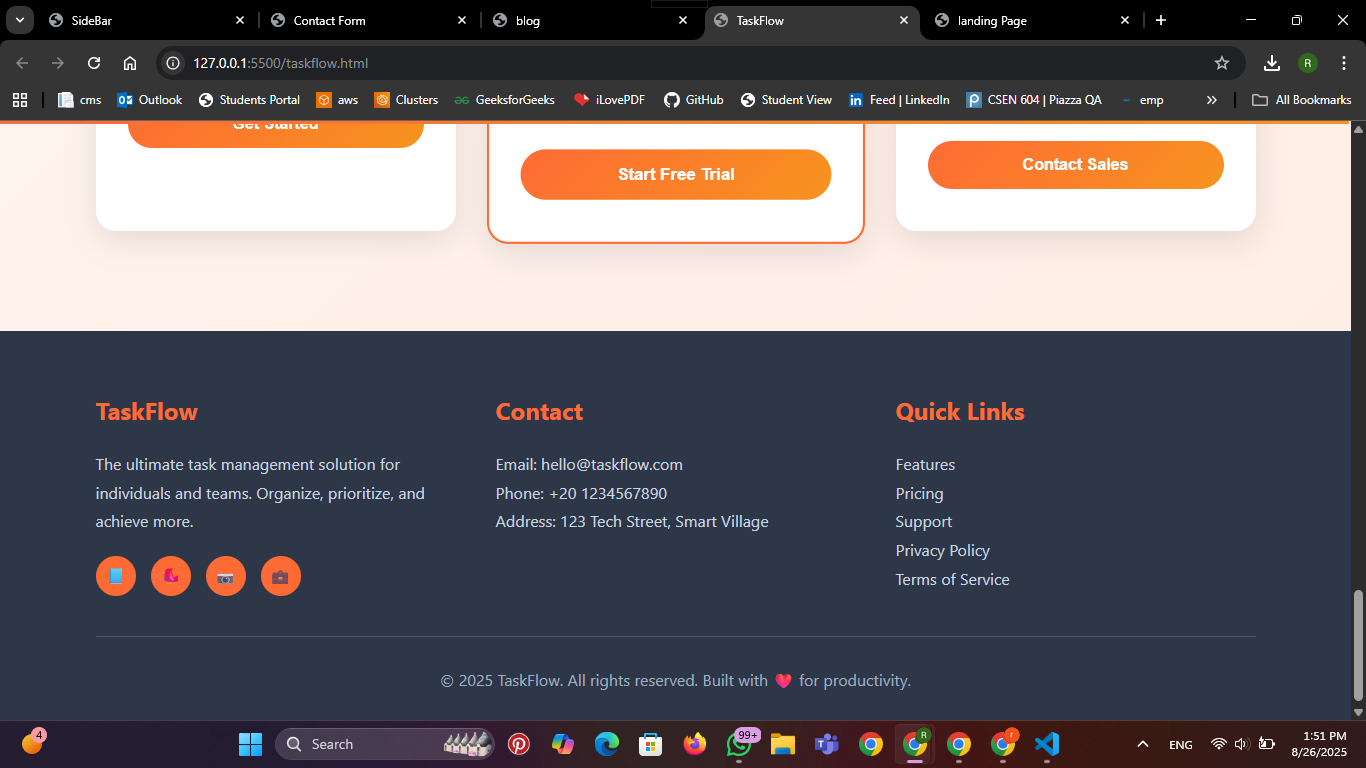 SideBar
Contact Form
blog
TaskFlow
landing Page
127.0.0.1:5500/taskflow.html
R
cms
Outlook
Students Portal
aws
Clusters
GeeksforGeeks
iLovePDF
GitHub
Student View
Feed | LinkedIn
CSEN 604 | Piazza QA
emp
All Bookmarks
Get Started
Start Free Trial
Contact Sales
TaskFlow
The ultimate task management solution for
individuals and teams. Organize, prioritize, and
achieve more.
Contact
Email: hello@taskflow.com
Phone: +20 1234567890
Address: 123 Tech Street, Smart Village
Quick Links
Features
Pricing
Support
Privacy Policy
Terms of Service
© 2025 TaskFlow. All rights reserved. Built with ❤️ for productivity.
4
Search
99+
R
r
ENG
1:51 PM
8/26/2025